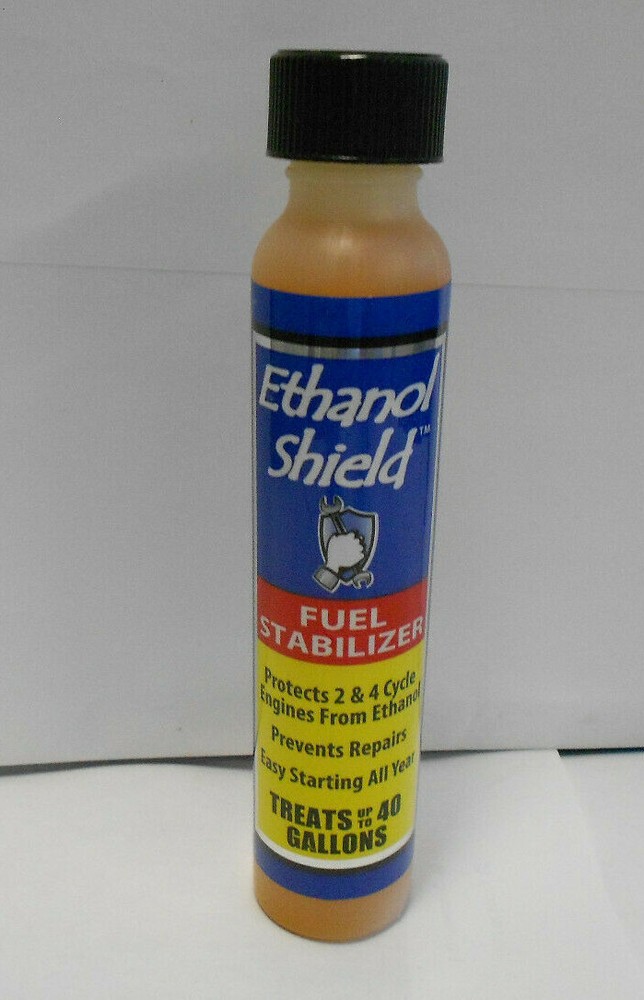 Ethanol
Shield™
FUEL
STABILIZER
Protects 2 & 4 Cycle
Engines From Ethanol
Prevents Repairs
Easy Starting All Year
TREATS UP TO 40
GALLONS